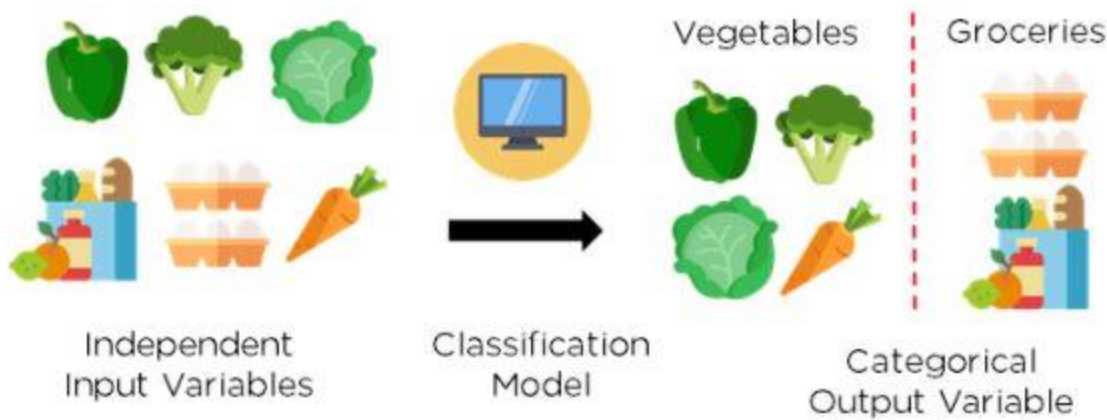 Vegetables
Groceries
Independent
Input Variables
Classification
Model
Categorical
Output Variable